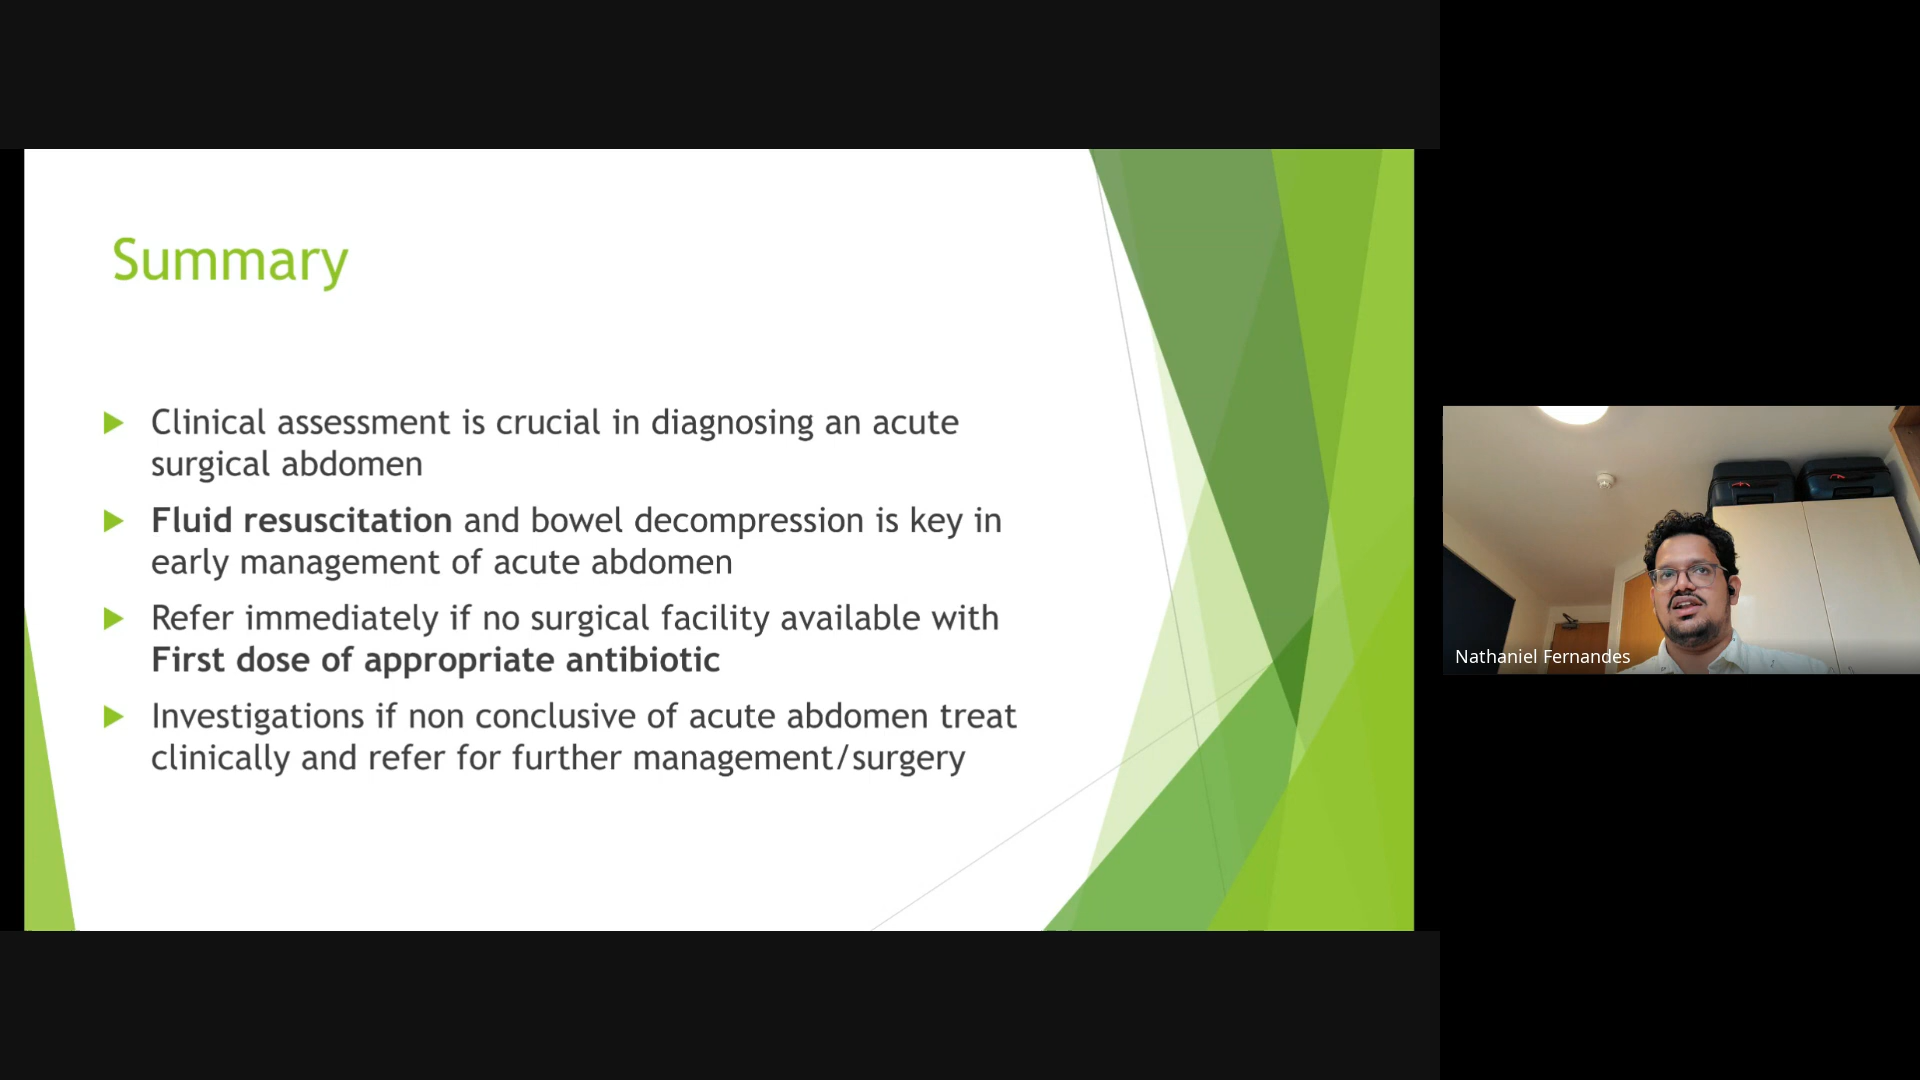 Summary
Clinical assessment is crucial in diagnosing an acute
surgical abdomen
Fluid resuscitation and bowel decompression is key in
early management of acute abdomen
Refer immediately if no surgical facility available with
First dose of appropriate antibiotic
Investigations if non conclusive of acute abdomen treat
clinically and refer for further management/surgery
Nathaniel Fernandes